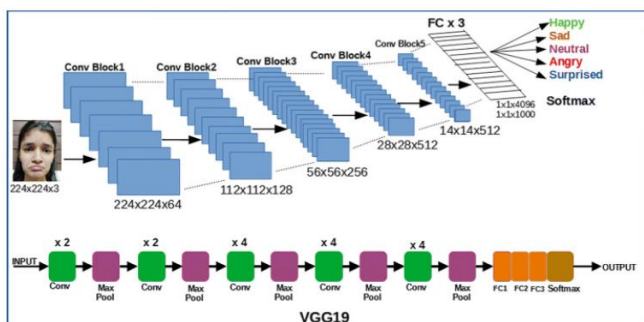 FC x 3
Conv Block1
Conv Block2
Conv Block3
Conv Block4
Conv Block5
Happy
Sad
Neutral
Angry
Surprised
Softmax
1x1x4096
1x1x1000
14x14x512
28x28x512
56x56x256
112x112x128
224x224x64
224x224x3
x 2
x 2
x 4
x 4
x 4
INPUT
Conv
Max Pool
Conv
Max Pool
Conv
Max Pool
Conv
Max Pool
Conv
Max Pool
FC1
FC2
FC3
Softmax
OUTPUT
VGG19